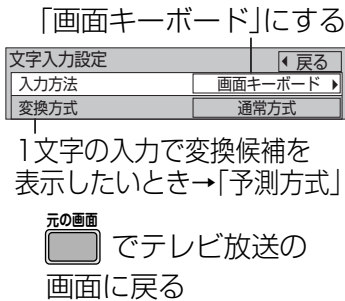 「画面キーボード」にする
文字入力設定 戻る
入力方法 画面キーボード
変換方式 通常方式
1文字の入力で変換候補を
表示したいとき→「予測方式」
元の画面
でテレビ放送の
画面に戻る